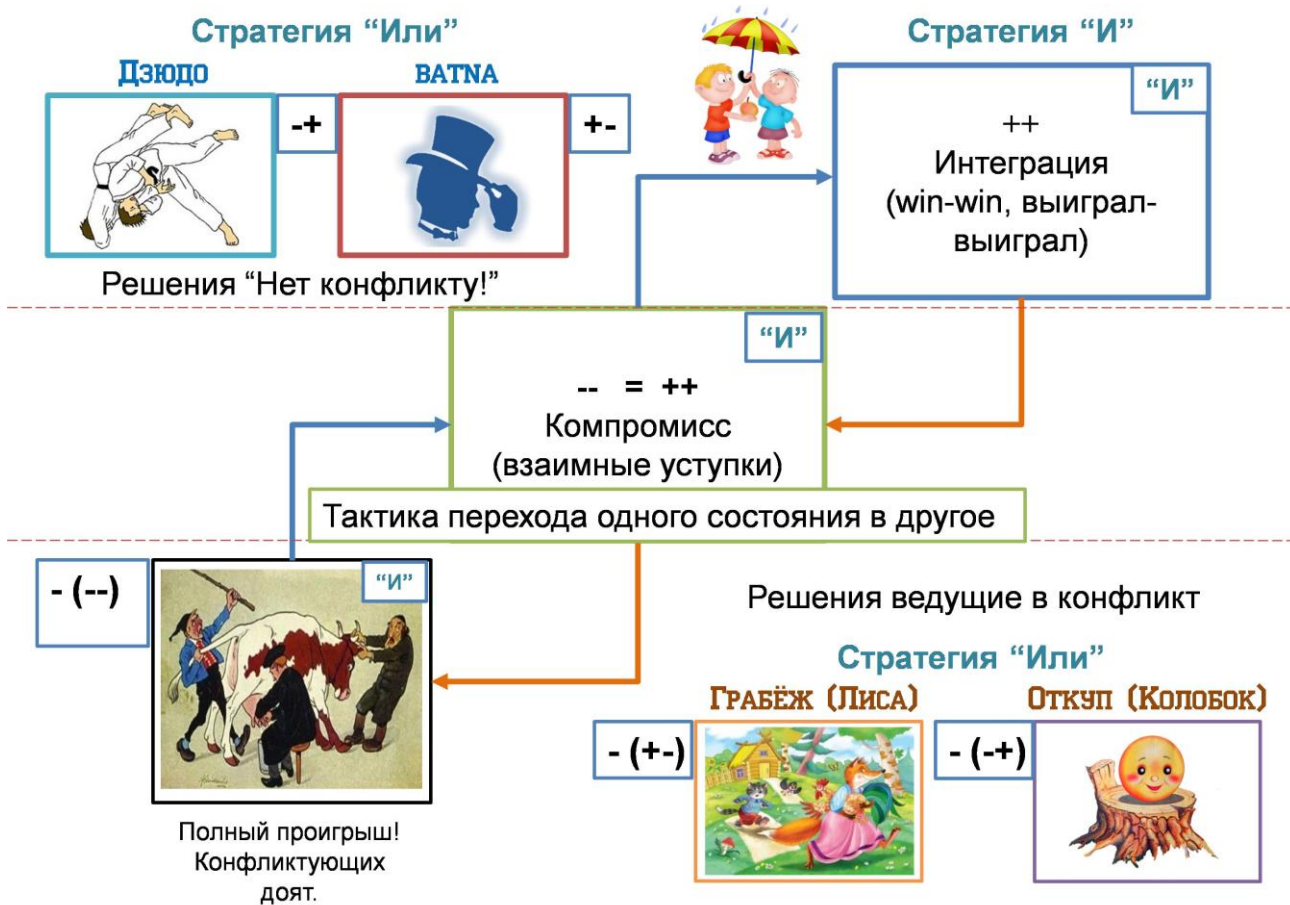 Стратегия “Или”
Дзюдо
BATNA
-+
+-
Решения “Нет конфликту!”
Стратегия “И”
“И”
++
Интеграция
(win-win, выиграл-
выиграл)
“И”
-- = ++
Компромисс
(взаимные уступки)
Тактика перехода одного состояния в другое
- (--)
“И”
Полный проигрыш!
Конфликтующих
доят.
Решения ведущие в конфликт
Стратегия “Или”
Грабёж (Лиса)
Откуп (Колобок)
- (+-)
- (-+)